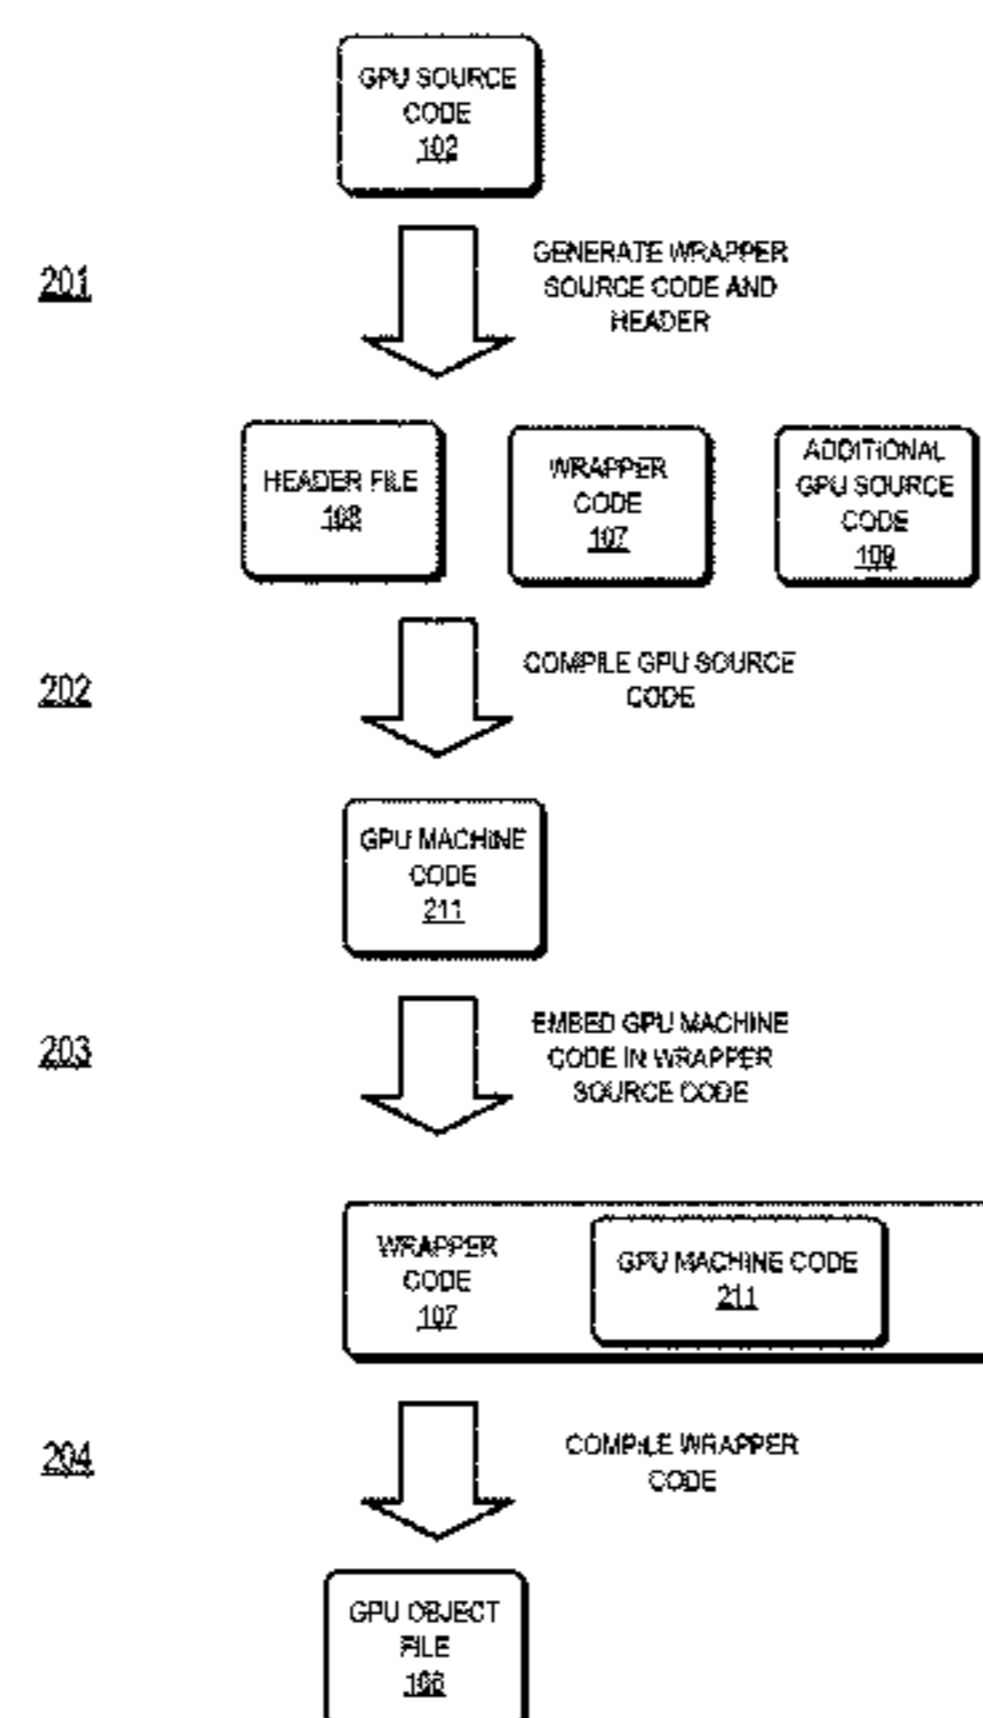 GPU SOURCE
CODE
102
201
GENERATE WRAPPER
SOURCE CODE AND
HEADER
HEADER FILE
108
WRAPPER
CODE
107
ADDITIONAL
GPU SOURCE
CODE
109
202
COMPILE GPU SOURCE
CODE
GPU MACHINE
CODE
211
203
EMBED GPU MACHINE
CODE IN WRAPPER
SOURCE CODE
WRAPPER
CODE
107
GPU MACHINE CODE
211
204
COMPILE WRAPPER
CODE
GPU OBJECT
FILE